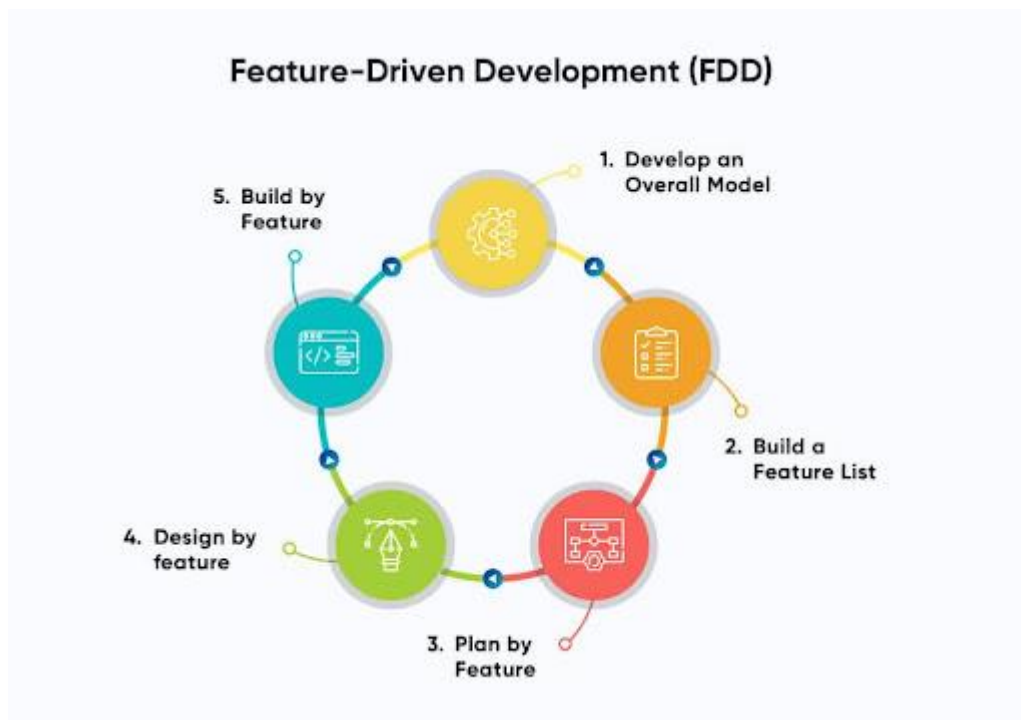 Feature-Driven Development (FDD)
1. Develop an
Overall Model
2. Build a
Feature List
3. Plan by
Feature
4. Design by
feature
5. Build by
Feature